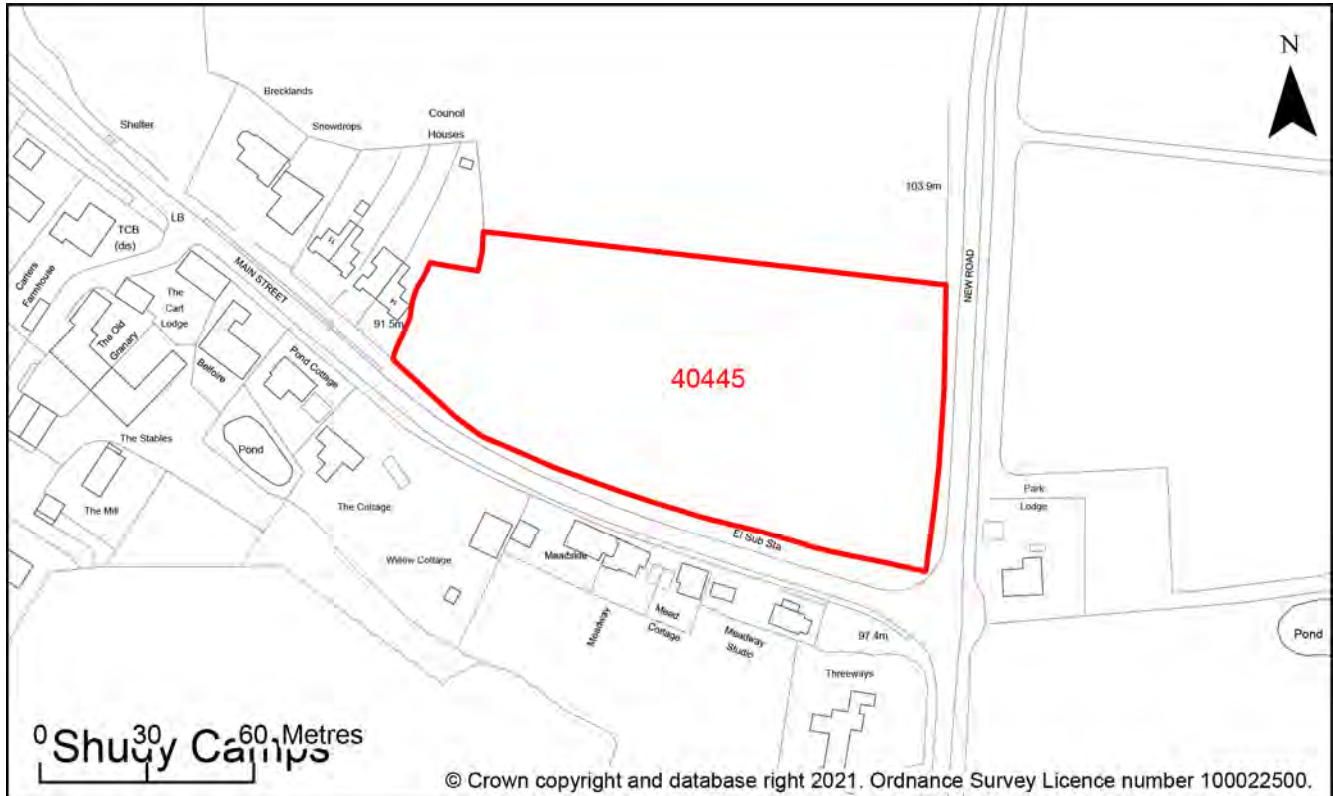 N
Brecklands
Council
Houses
Snowdrops
Shelter
103.9m
LB
TCB
(dis)
11
MAIN STREET
NEW ROAD
Carters
Farmhouse
The
Cart
Lodge
14
91.5m
The Old
Granary
Belfoire
Pond Cottage
40445
The Stables
Pond
Park
Lodge
The Cottage
The Mill
El Sub Sta
Willow Cottage
Meadside
Meadway
Mead
Cottage
Meadway
Studio
97.4m
Pond
Threeways
0 30 60 Metres
Shudy Camps
© Crown copyright and database right 2021. Ordnance Survey Licence number 100022500.